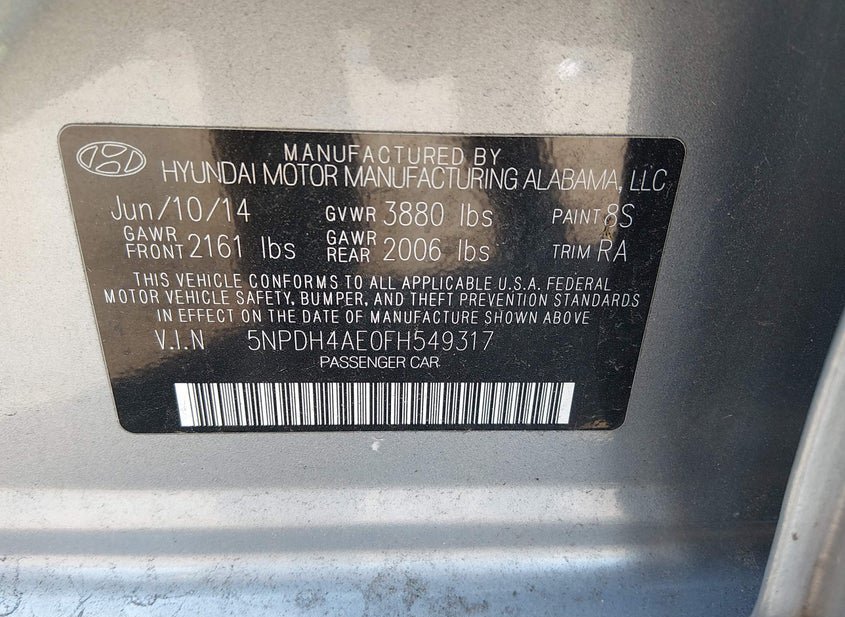 MANUFACTURED BY
HYUNDAI MOTOR MANUFACTURING ALABAMA, LLC
Jun/10/14 GVWR 3880 lbs PAINT 8S
GAWR FRONT 2161 lbs GAWR REAR 2006 lbs TRIM RA
THIS VEHICLE CONFORMS TO ALL APPLICABLE U.S.A. FEDERAL
MOTOR VEHICLE SAFETY, BUMPER, AND THEFT PREVENTION STANDARDS
IN EFFECT ON THE DATE OF MANUFACTURE SHOWN ABOVE
V.I.N 5NPDH4AE0FH549317
PASSENGER CAR